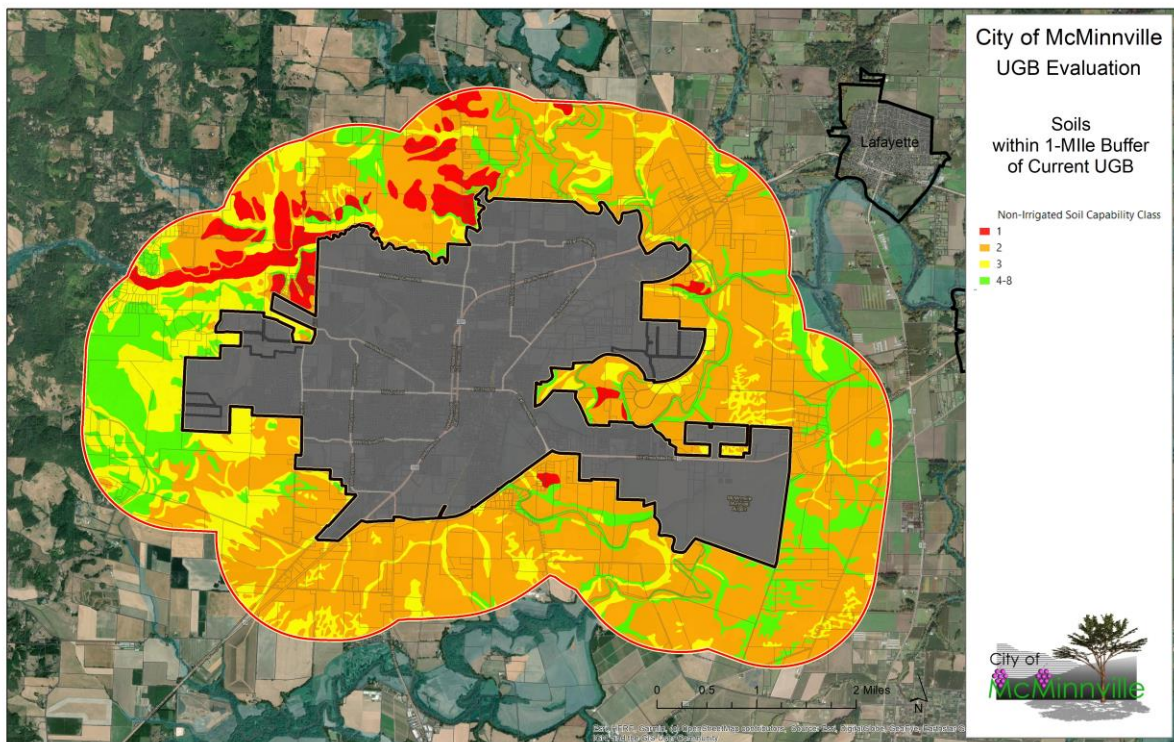 City of McMinnville
UGB Evaluation
Soils
within 1-MIle Buffer
of Current UGB
Non-Irrigated Soil Capability Class
1
2
3
4-8
Lafayette
0 0.5 1 2 Miles
N
City of
McMinnville